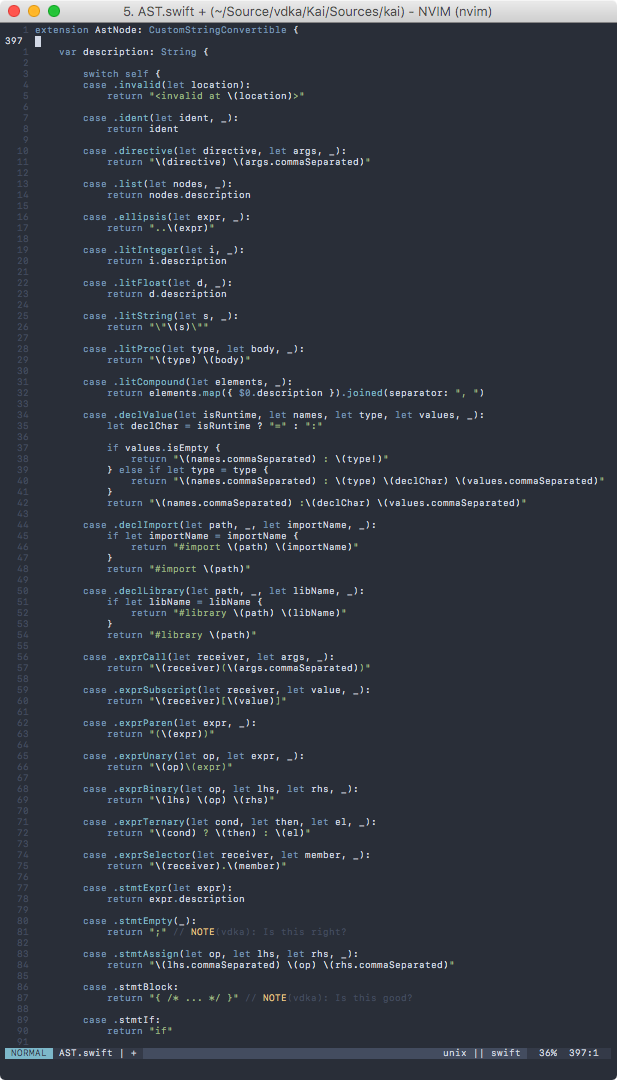 5. AST.swift + (~/Source/vdka/Kai/Sources/kai) - NVIM (nvim)
1 extension AstNode: CustomStringConvertible {
397
1     var description: String {
2
3         switch self {
4         case .invalid(let location):
5             return "<invalid at \(location)>"
6
7         case .ident(let ident, _):
8             return ident
9
10         case .directive(let directive, let args, _):
11             return "\(directive) \(args.commaSeparated)"
12
13         case .list(let nodes, _):
14             return nodes.description
15
16         case .ellipsis(let expr, _):
17             return "..\(expr)"
18
19         case .litInteger(let i, _):
20             return i.description
21
22         case .litFloat(let d, _):
23             return d.description
24
25         case .litString(let s, _):
26             return "\"\(s)\""
27
28         case .litProc(let type, let body, _):
29             return "\(type) \(body)"
30
31         case .litCompound(let elements, _):
32             return elements.map({ $0.description }).joined(separator: ", ")
33
34         case .declValue(let isRuntime, let names, let type, let values, _):
35             let declChar = isRuntime ? "=" : ":"
36
37             if values.isEmpty {
38                 return "\(names.commaSeparated) : \(type!)"
39             } else if let type = type {
40                 return "\(names.commaSeparated) : \(type) \(declChar) \(values.commaSeparated)"
41             }
42             return "\(names.commaSeparated) :\(declChar) \(values.commaSeparated)"
43
44         case .declImport(let path, _, let importName, _):
45             if let importName = importName {
46                 return "#import \(path) \(importName)"
47             }
48             return "#import \(path)"
49
50         case .declLibrary(let path, _, let libName, _):
51             if let libName = libName {
52                 return "#library \(path) \(libName)"
53             }
54             return "#library \(path)"
55
56         case .exprCall(let receiver, let args, _):
57             return "\(receiver)(\(args.commaSeparated))"
58
59         case .exprSubscript(let receiver, let value, _):
60             return "\(receiver)[\(value)]"
61
62         case .exprParen(let expr, _):
63             return "(\(expr))"
64
65         case .exprUnary(let op, let expr, _):
66             return "\(op)\(expr)"
67
68         case .exprBinary(let op, let lhs, let rhs, _):
69             return "\(lhs) \(op) \(rhs)"
70
71         case .exprTernary(let cond, let then, let el, _):
72             return "\(cond) ? \(then) : \(el)"
73
74         case .exprSelector(let receiver, let member, _):
75             return "\(receiver).\(member)"
76
77         case .stmtExpr(let expr):
78             return expr.description
79
80         case .stmtEmpty(_):
81             return ";" // NOTE(vdka): Is this right?
82
83         case .stmtAssign(let op, let lhs, let rhs, _):
84             return "\(lhs.commaSeparated) \(op) \(rhs.commaSeparated)"
85
86         case .stmtBlock:
87             return "{ /* ... */ }" // NOTE(vdka): Is this good?
88
89         case .stmtIf:
90             return "if"
91
NORMAL  AST.swift | +  unix || swift  36%  397:1